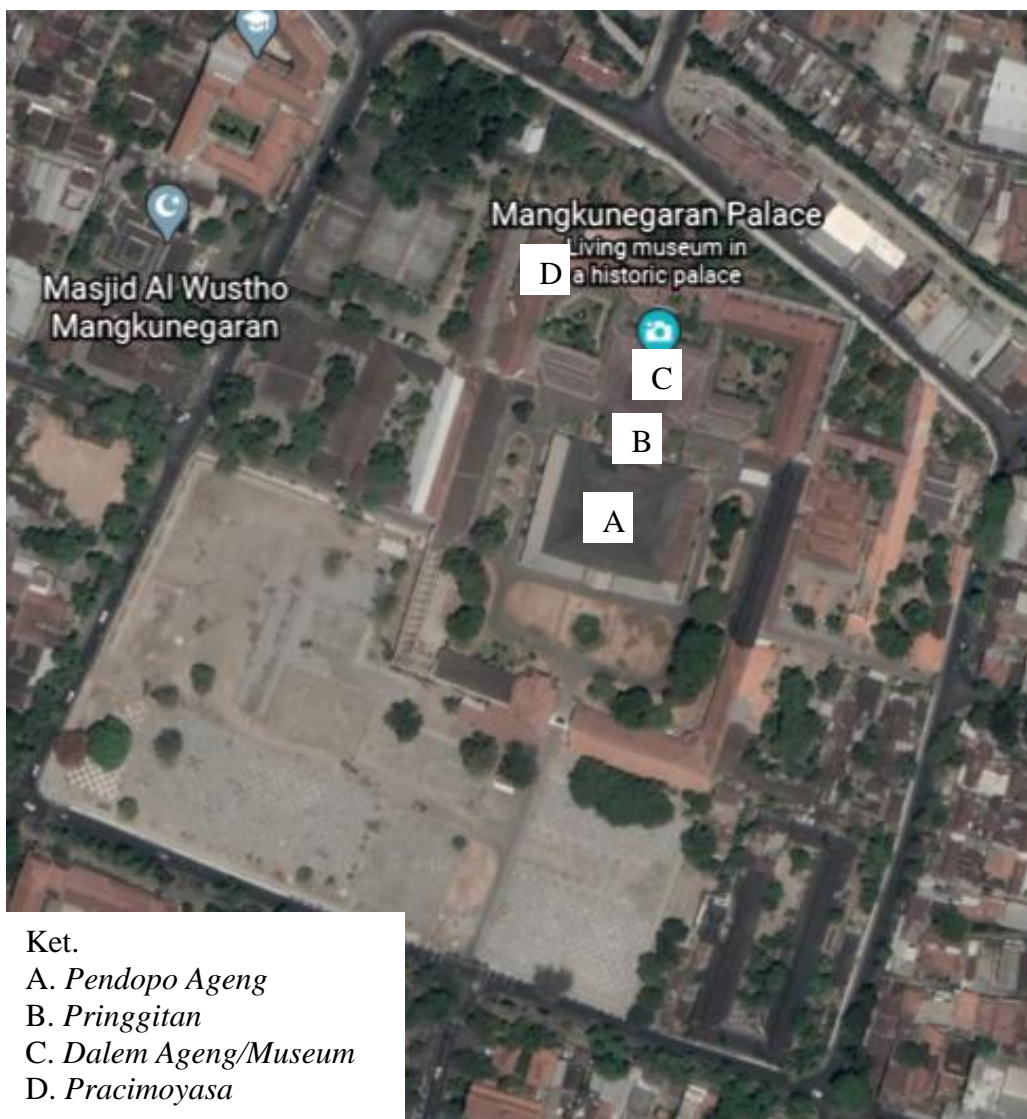 Mangkunegaran Palace
Living museum in
a historic palace
D
Masjid Al Wustho
Mangkunegaran
C
B
A
Ket.
A. Pendopo Ageng
B. Pringgitan
C. Dalem Ageng/Museum
D. Pracimoyasa